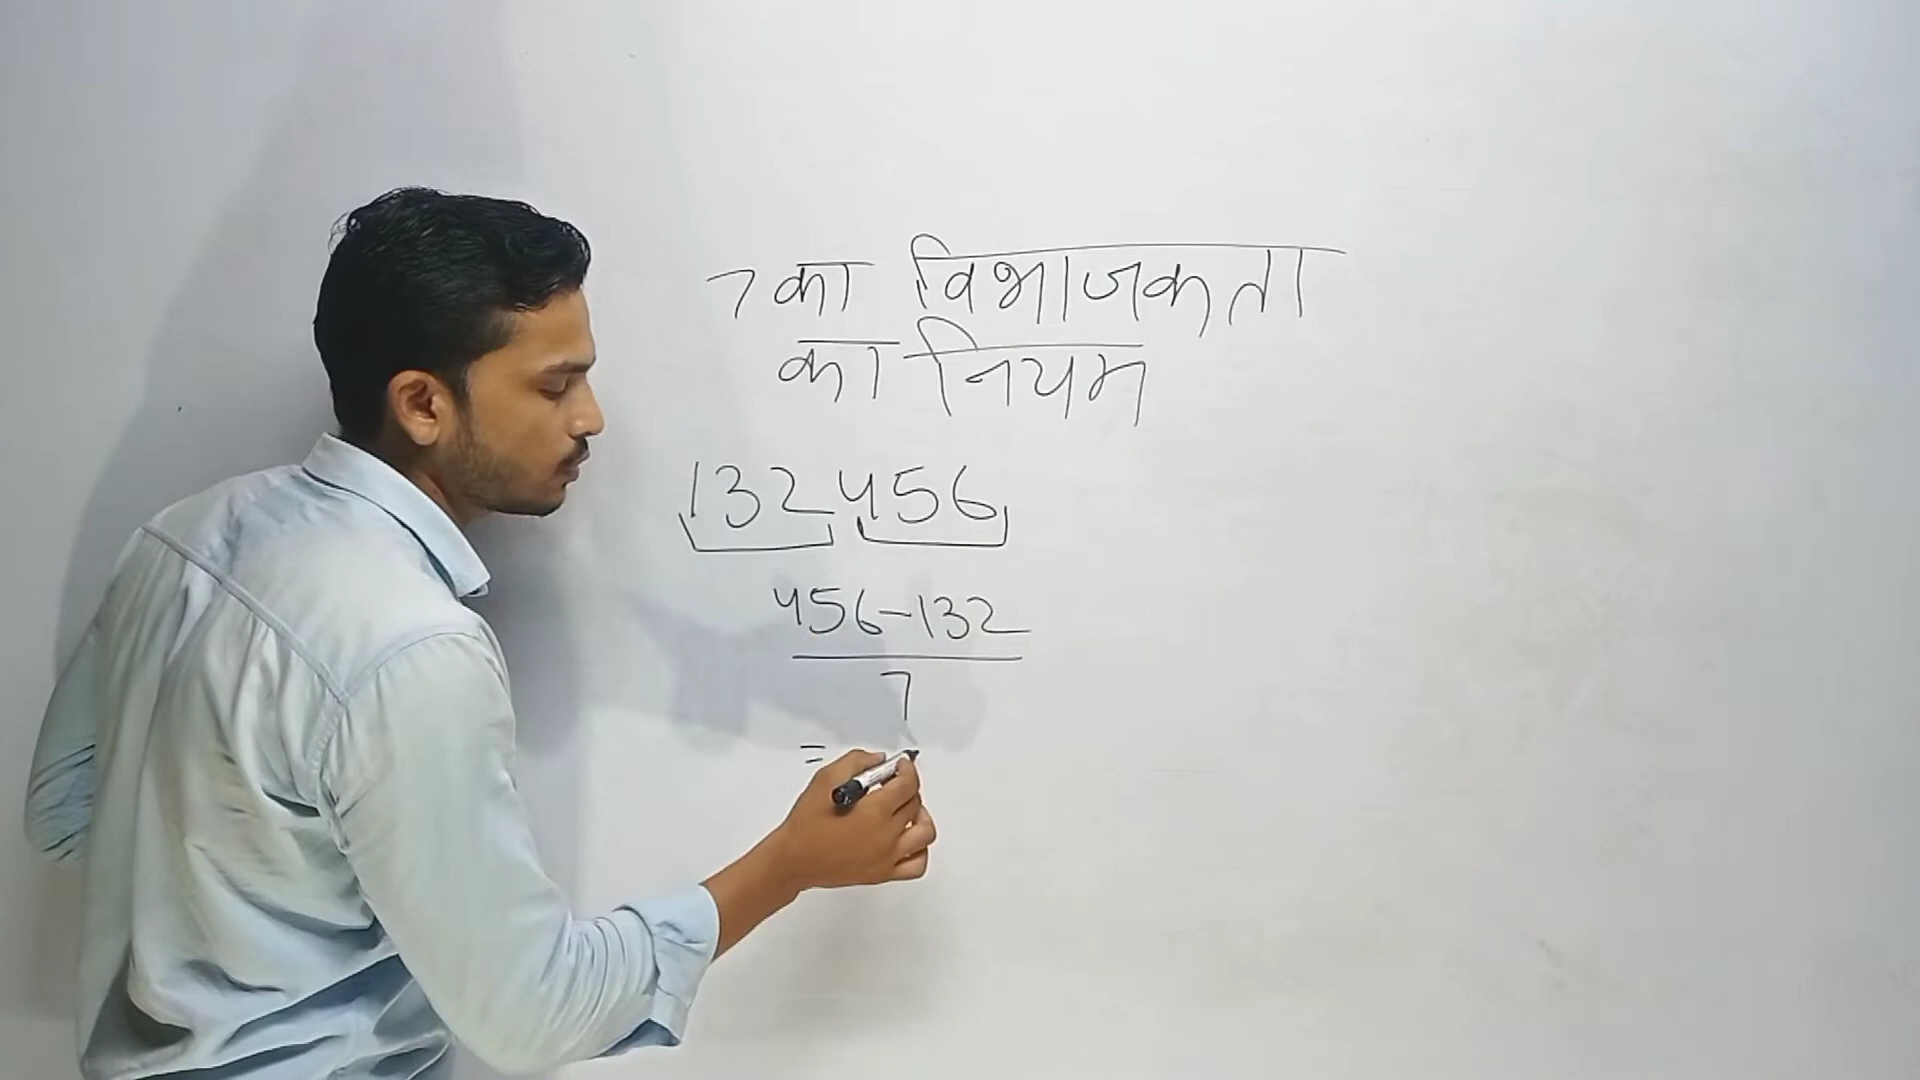 7 का विभाजकता
का नियम
132456
456-132
7
=